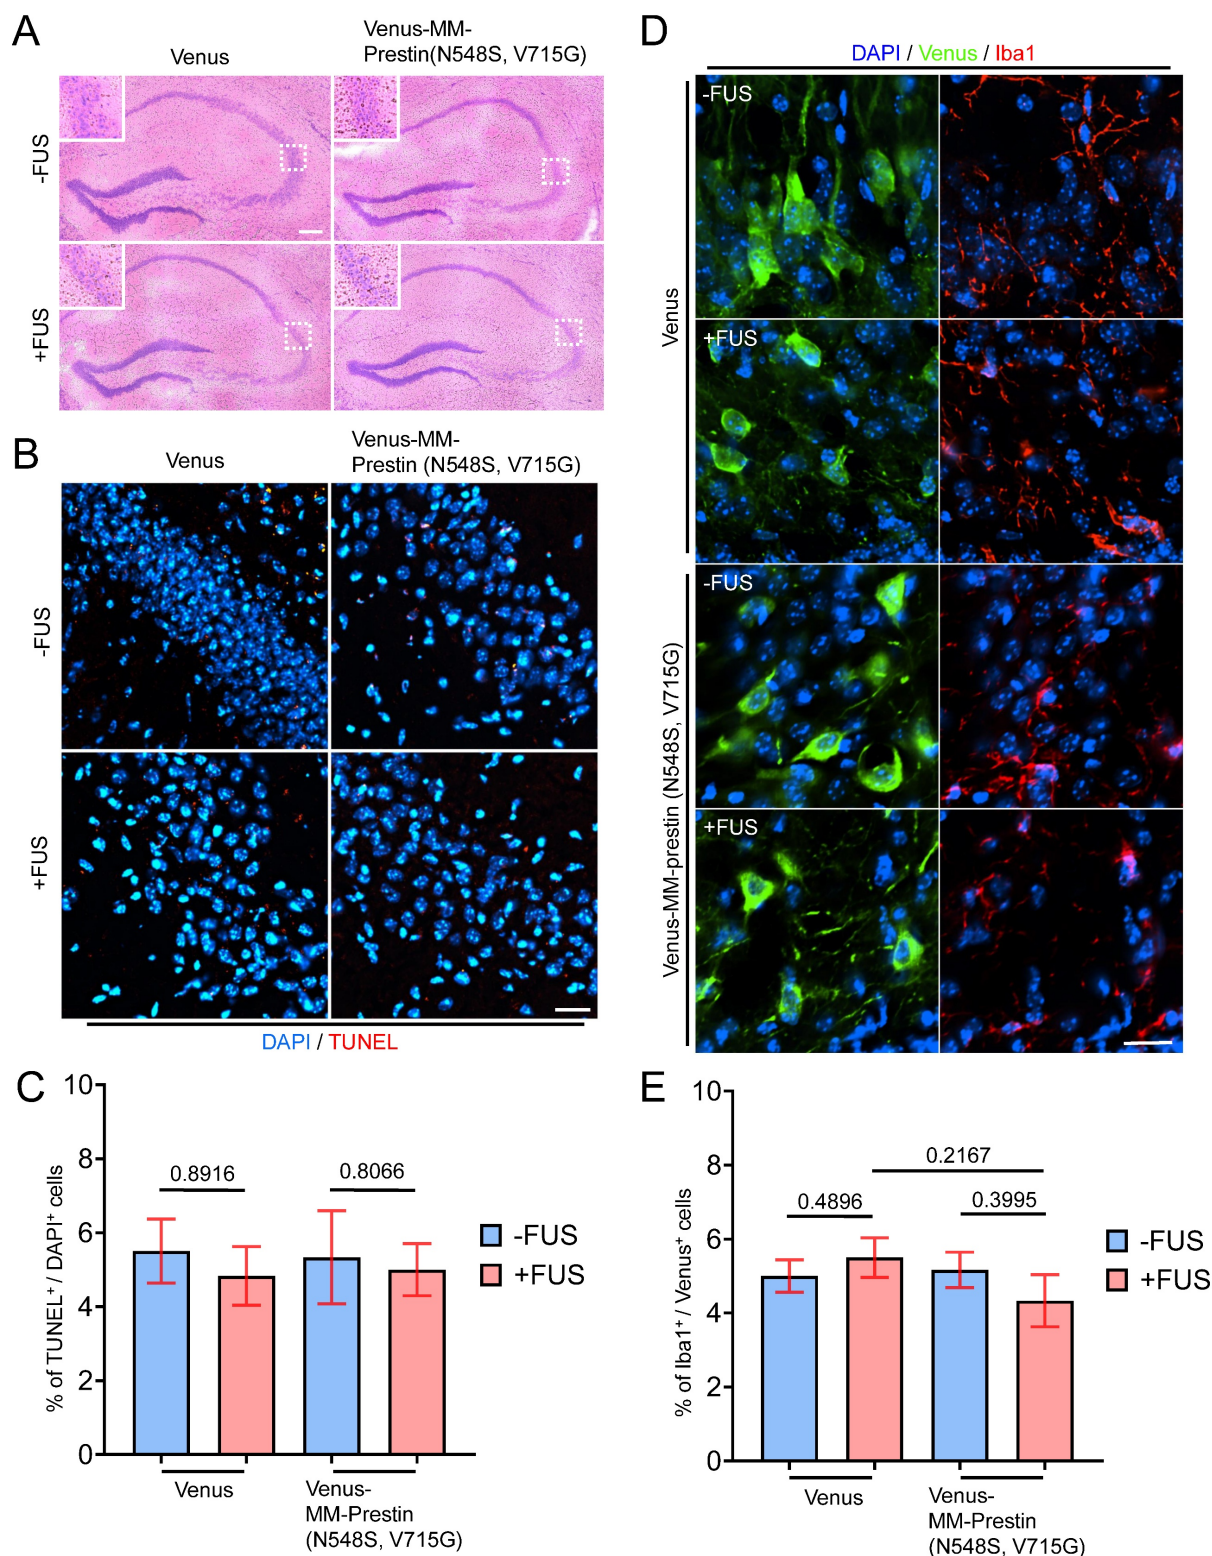 A
Venus
Venus-MM-
Prestin(N548S, V715G)
-FUS
+FUS
B
Venus
Venus-MM-
Prestin (N548S, V715G)
-FUS
+FUS
DAPI / TUNEL
C
% of TUNEL+ / DAPI+ cells
10
8
6
4
2
0
0.8916
0.8066
-FUS
+FUS
Venus
Venus-
MM-Prestin
(N548S, V715G)
D
DAPI / Venus / Iba1
Venus
-FUS
+FUS
Venus-MM-prestin (N548S, V715G)
-FUS
+FUS
E
% of Iba1+ / Venus+ cells
10
8
6
4
2
0
0.4896
0.2167
0.3995
-FUS
+FUS
Venus
Venus-
MM-Prestin
(N548S, V715G)